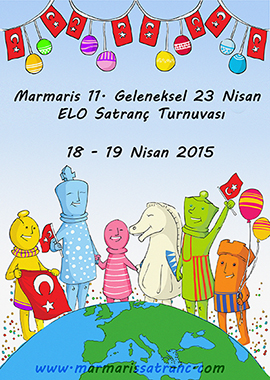 Marmaris 11. Geleneksel 23 Nisan
ELO Satranç Turnuvası
18 - 19 Nisan 2015
www.marmarissatranc.com